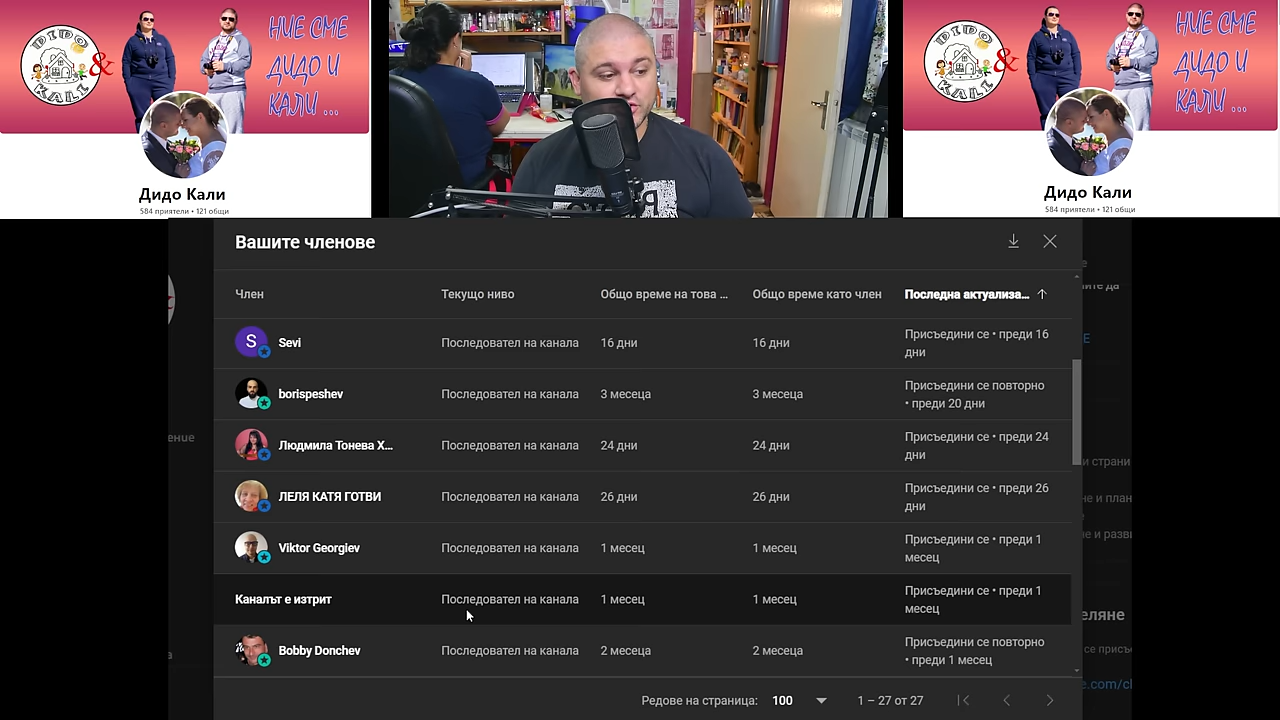 DIDO
KALI
&
НИЕ СМЕ
ДИДО И
КАЛИ ...
Дидо Кали
584 приятели • 121 общи
DIDO
KALI
&
НИЕ СМЕ
ДИДО И
КАЛИ ...
Дидо Кали
584 приятели • 121 общи
Вашите членове
Член Текущо ниво Общо време на това ... Общо време като член Последна актуализа...
S Sevi Последовател на канала 16 дни 16 дни Присъедини се • преди 16
дни
borispeshev Последовател на канала 3 месеца 3 месеца Присъедини се повторно
• преди 20 дни
Людмила Тонева Х... Последовател на канала 24 дни 24 дни Присъедини се • преди 24
дни
ЛЕЛЯ КАТЯ ГОТВИ Последовател на канала 26 дни 26 дни Присъедини се • преди 26
дни
Viktor Georgiev Последовател на канала 1 месец 1 месец Присъедини се • преди 1
месец
Каналът е изтрит Последовател на канала 1 месец 1 месец Присъедини се • преди 1
месец
Bobby Donchev Последовател на канала 2 месеца 2 месеца Присъедини се повторно
• преди 1 месец
Редове на страница: 100 1 – 27 от 27